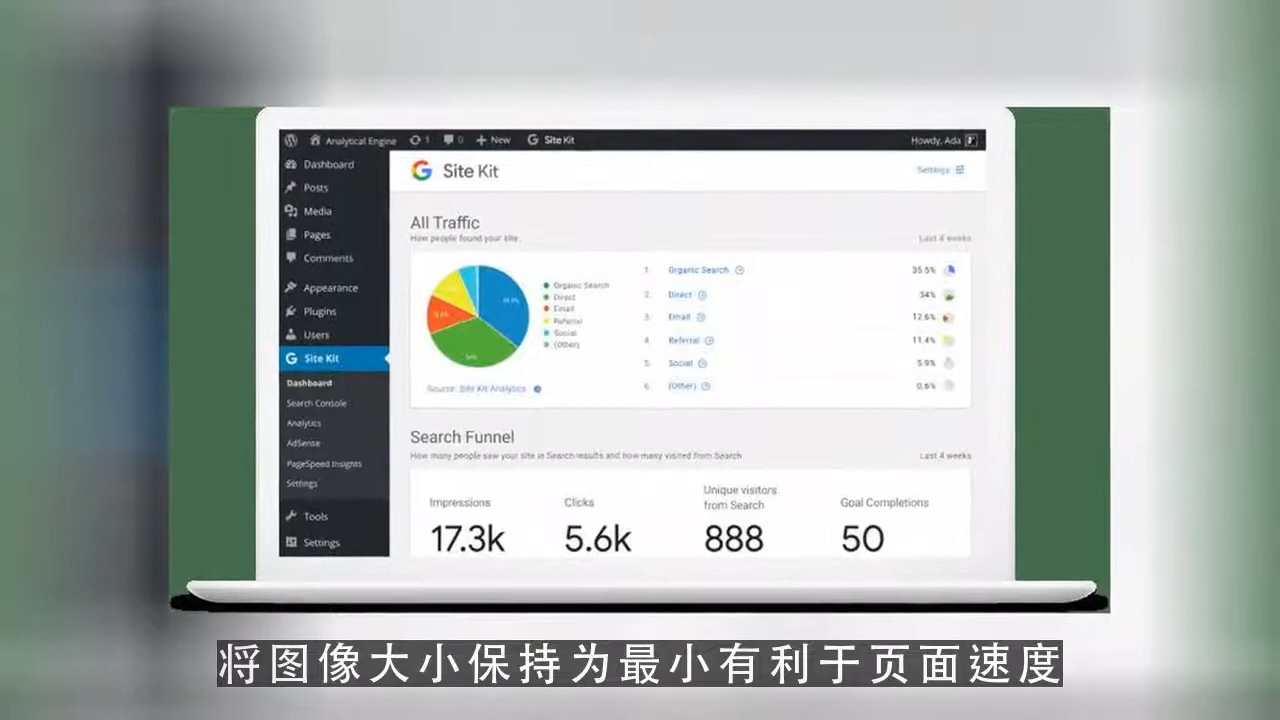 Analytical Engine 1 0 New Site Kit Howdy, Ada
Dashboard
Posts
Media
Pages
Comments
Appearance
Plugins
Users
Site Kit
Dashboard
Search Console
Analytics
AdSense
PageSpeed Insights
Settings
Tools
Settings
Site Kit
Settings
All Traffic
How people found your site.
Last 4 weeks
Organic Search
Direct
Email
Referral
Social
(Other)
Source: Site Kit Analytics
1. Organic Search 35.5%
2. Direct 34%
3. Email 12.6%
4. Referral 11.4%
5. Social 5.9%
6. (Other) 0.6%
Search Funnel
How many people saw your site in Search results and how many visited from Search
Last 4 weeks
Impressions
17.3k
Clicks
5.6k
Unique visitors
from Search
888
Goal Completions
50
将图像大小保持为最小有利于页面速度